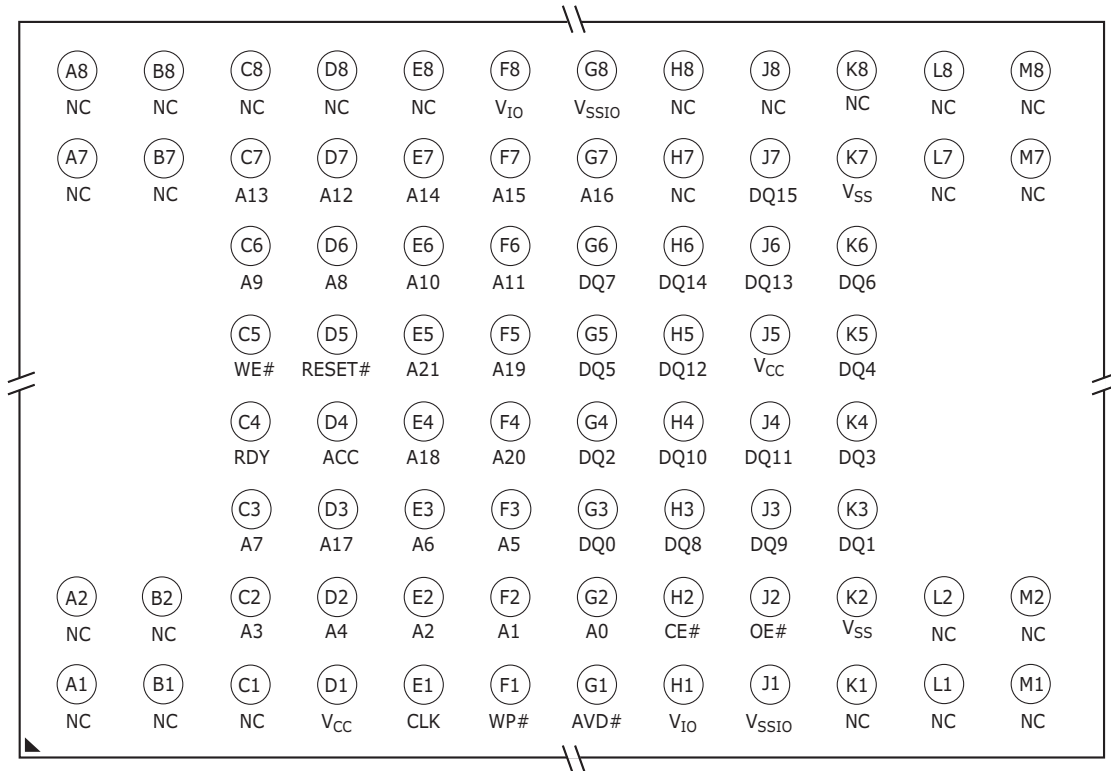 A8 B8 C8 D8 E8 F8 G8 H8 J8 K8 L8 M8
NC NC NC NC NC VIO VSSIO NC NC NC NC NC
A7 B7 C7 D7 E7 F7 G7 H7 J7 K7 L7 M7
NC NC A13 A12 A14 A15 A16 NC DQ15 VSS NC NC
C6 D6 E6 F6 G6 H6 J6 K6
A9 A8 A10 A11 DQ7 DQ14 DQ13 DQ6
C5 D5 E5 F5 G5 H5 J5 K5
WE# RESET# A21 A19 DQ5 DQ12 VCC DQ4
C4 D4 E4 F4 G4 H4 J4 K4
RDY ACC A18 A20 DQ2 DQ10 DQ11 DQ3
C3 D3 E3 F3 G3 H3 J3 K3
A7 A17 A6 A5 DQ0 DQ8 DQ9 DQ1
A2 B2 C2 D2 E2 F2 G2 H2 J2 K2 L2 M2
NC NC A3 A4 A2 A1 A0 CE# OE# VSS NC NC
A1 B1 C1 D1 E1 F1 G1 H1 J1 K1 L1 M1
NC NC NC VCC CLK WP# AVD# VIO VSSIO NC NC NC